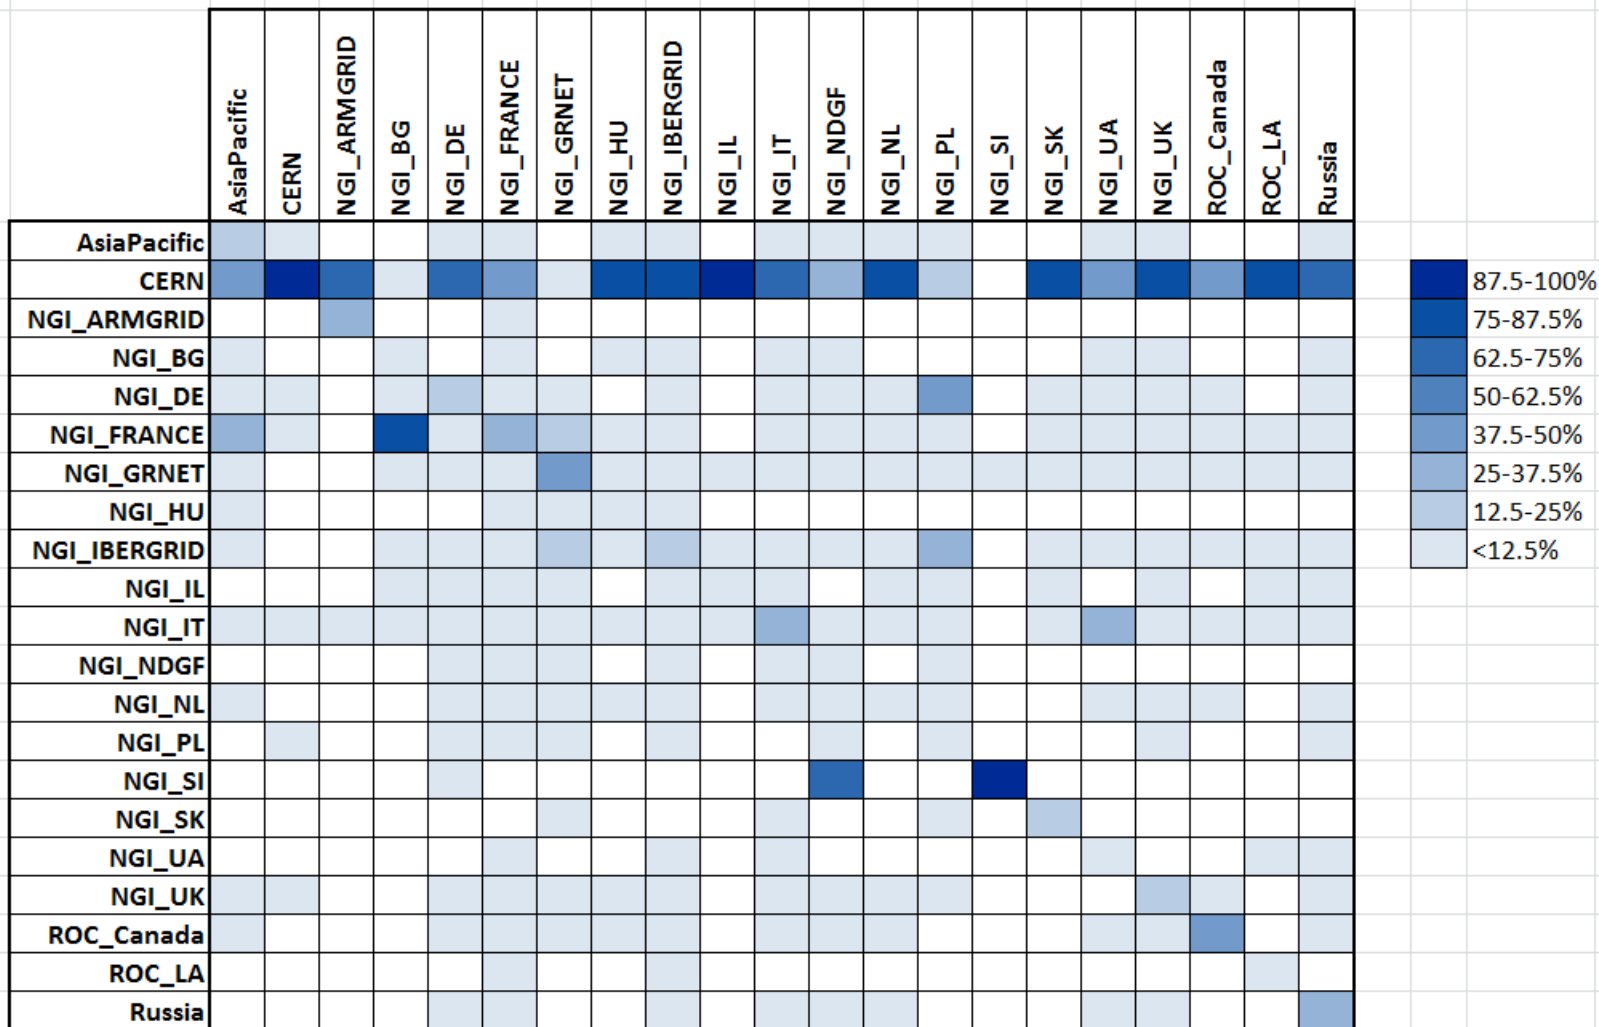 AsiaPacific
CERN
NGI_ARMGRID
NGI_BG
NGI_DE
NGI_FRANCE
NGI_GRNET
NGI_HU
NGI_IBERGRID
NGI_IL
NGI_IT
NGI_NDGF
NGI_NL
NGI_PL
NGI_SI
NGI_SK
NGI_UA
NGI_UK
ROC_Canada
ROC_LA
Russia
AsiaPacific
CERN
NGI_ARMGRID
NGI_BG
NGI_DE
NGI_FRANCE
NGI_GRNET
NGI_HU
NGI_IBERGRID
NGI_IL
NGI_IT
NGI_NDGF
NGI_NL
NGI_PL
NGI_SI
NGI_SK
NGI_UA
NGI_UK
ROC_Canada
ROC_LA
Russia
87.5-100%
75-87.5%
62.5-75%
50-62.5%
37.5-50%
25-37.5%
12.5-25%
<12.5%